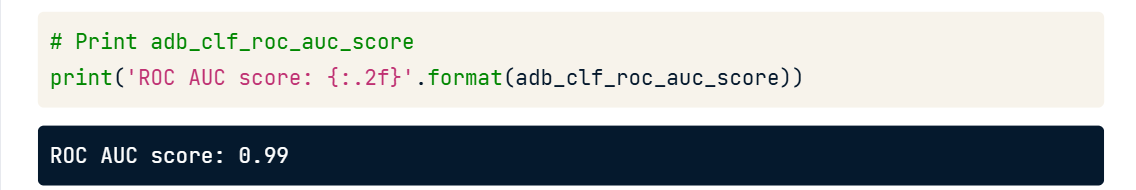 # Print adb_clf_roc_auc_score
print('ROC AUC score: {:.2f}'.format(adb_clf_roc_auc_score))
ROC AUC score: 0.99